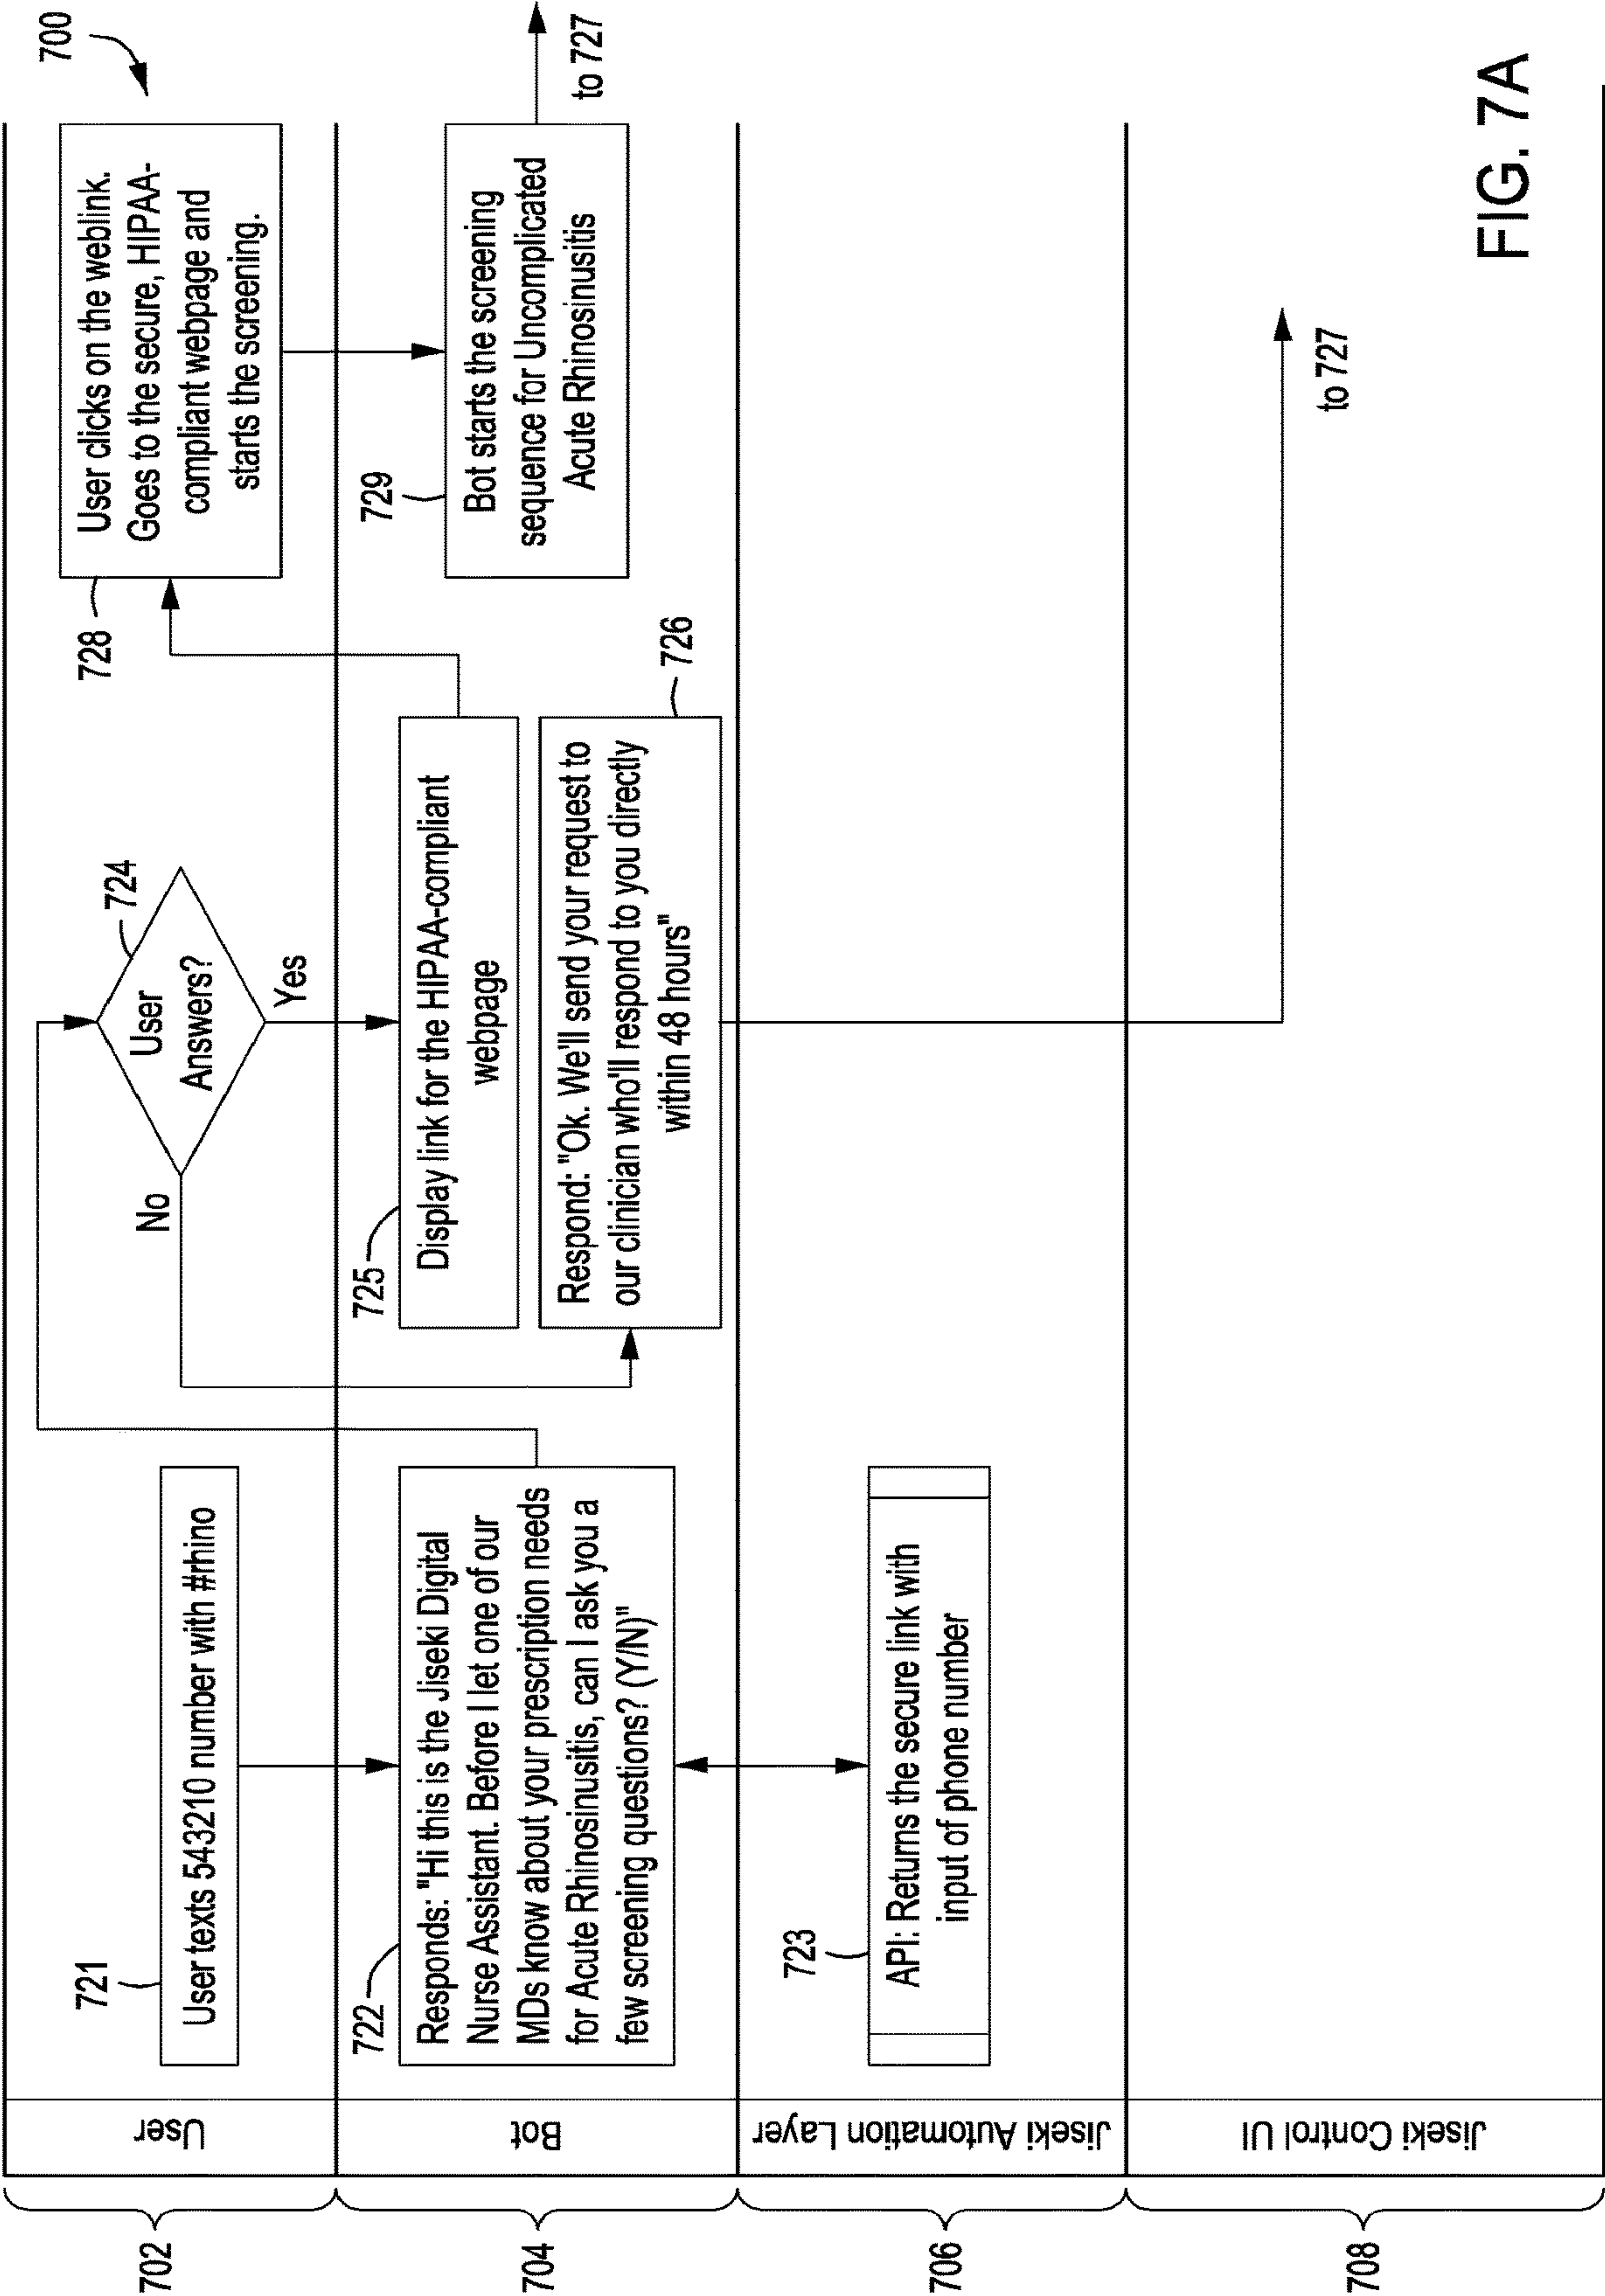 700
702
User
721
User texts 543210 number with #rhino
724
User
Answers?
No
Yes
728
User clicks on the weblink.
Goes to the secure, HIPAA-
compliant webpage and
starts the screening.
704
Bot
722
Responds: "Hi this is the Jiseki Digital
Nurse Assistant. Before I let one of our
MDs know about your prescription needs
for Acute Rhinosinusitis, can I ask you a
few screening questions? (Y/N)"
725
Display link for the HIPAA-compliant
webpage
Respond: "Ok. We'll send your request to
our clinician who'll respond to you directly
within 48 hours"
726
729
Bot starts the screening
sequence for Uncomplicated
Acute Rhinosinusitis
to 727
706
Jiseki Automation Layer
723
API: Returns the secure link with
input of phone number
708
Jiseki Control UI
to 727
FIG. 7A